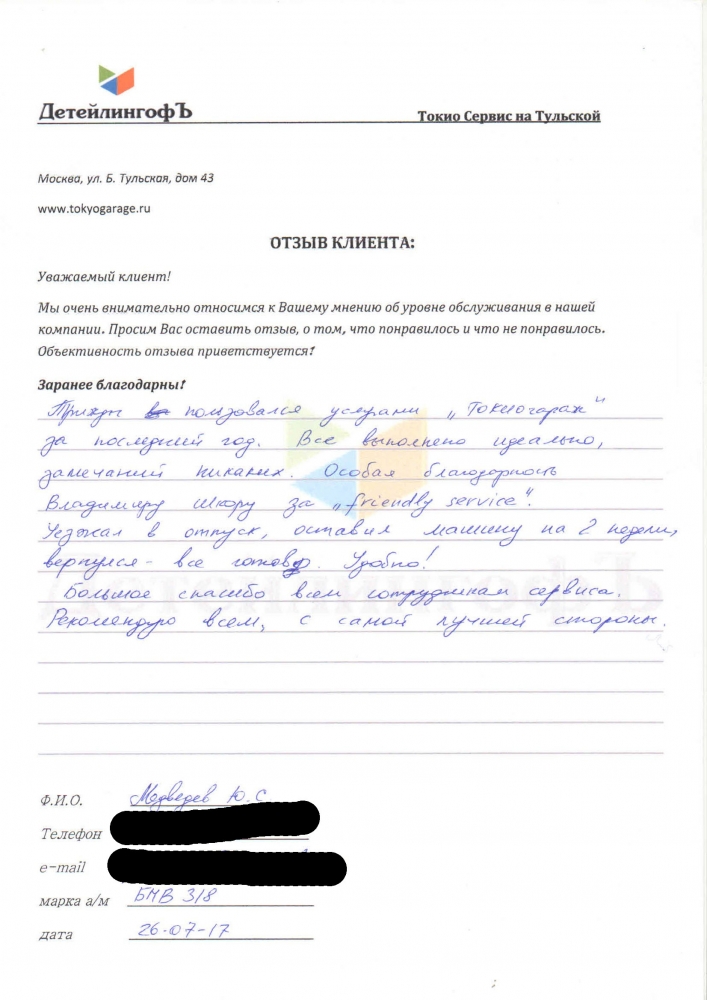 ДетейлингофЪ
Токио Сервис на Тульской
Москва, ул. Б. Тульская, дом 43
www.tokyogarage.ru
ОТЗЫВ КЛИЕНТА:
Уважаемый клиент!
Мы очень внимательно относимся к Вашему мнению об уровне обслуживания в нашей
компании. Просим Вас оставить отзыв, о том, что понравилось и что не понравилось.
Объективность отзыва приветствуется!
Заранее благодарны!
Трижды пользовался услугами „Токиогараж"
за последний год. Все выполнено идеально,
замечаний никаких. Особая благодарность
Владимиру Шкору за „friendly service".
Уезжал в отпуск, оставил машину на 2 недели,
вернулся - все готово. Удобно!
Большое спасибо всем сотрудникам сервиса.
Рекомендую всем, с самой лучшей стороны.
Ф.И.О. Медведев Ю.С
Телефон
e-mail
марка а/м БМВ 318
дата 26-07-17